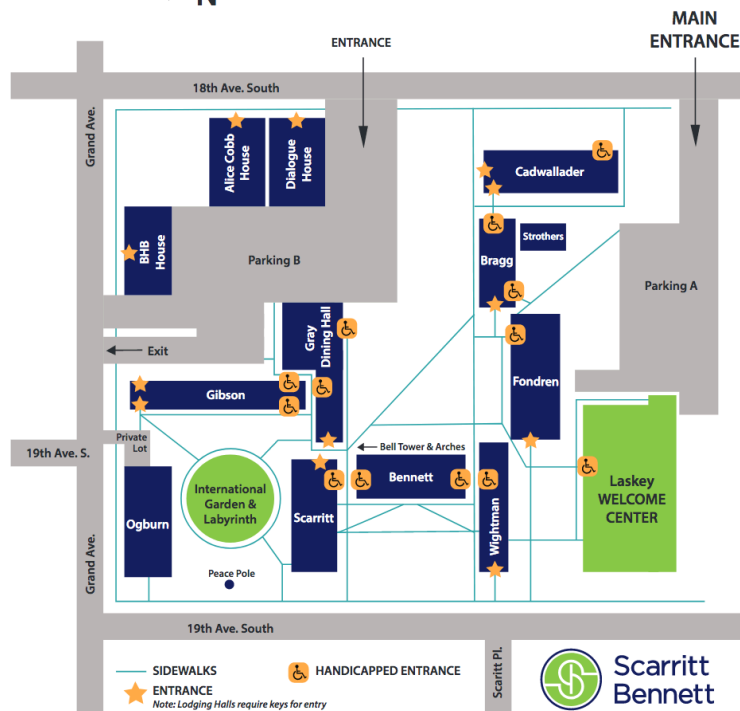 N
MAIN
ENTRANCE
ENTRANCE
18th Ave. South
Grand Ave.
Alice Cobb
House
Dialogue
House
Cadwallader
BHB
House
Parking B
Strothers
Bragg
Parking A
Gray
Dining Hall
Exit
Fondren
Gibson
Private
Lot
19th Ave. S.
Bell Tower & Arches
International
Garden &
Labyrinth
Bennett
Laskey
WELCOME
CENTER
Ogburn
Scarritt
Wightman
Peace Pole
Grand Ave.
19th Ave. South
SIDEWALKS
HANDICAPPED ENTRANCE
ENTRANCE
Note: Lodging Halls require keys for entry
Scaritt Pl.
Scarritt
Bennett